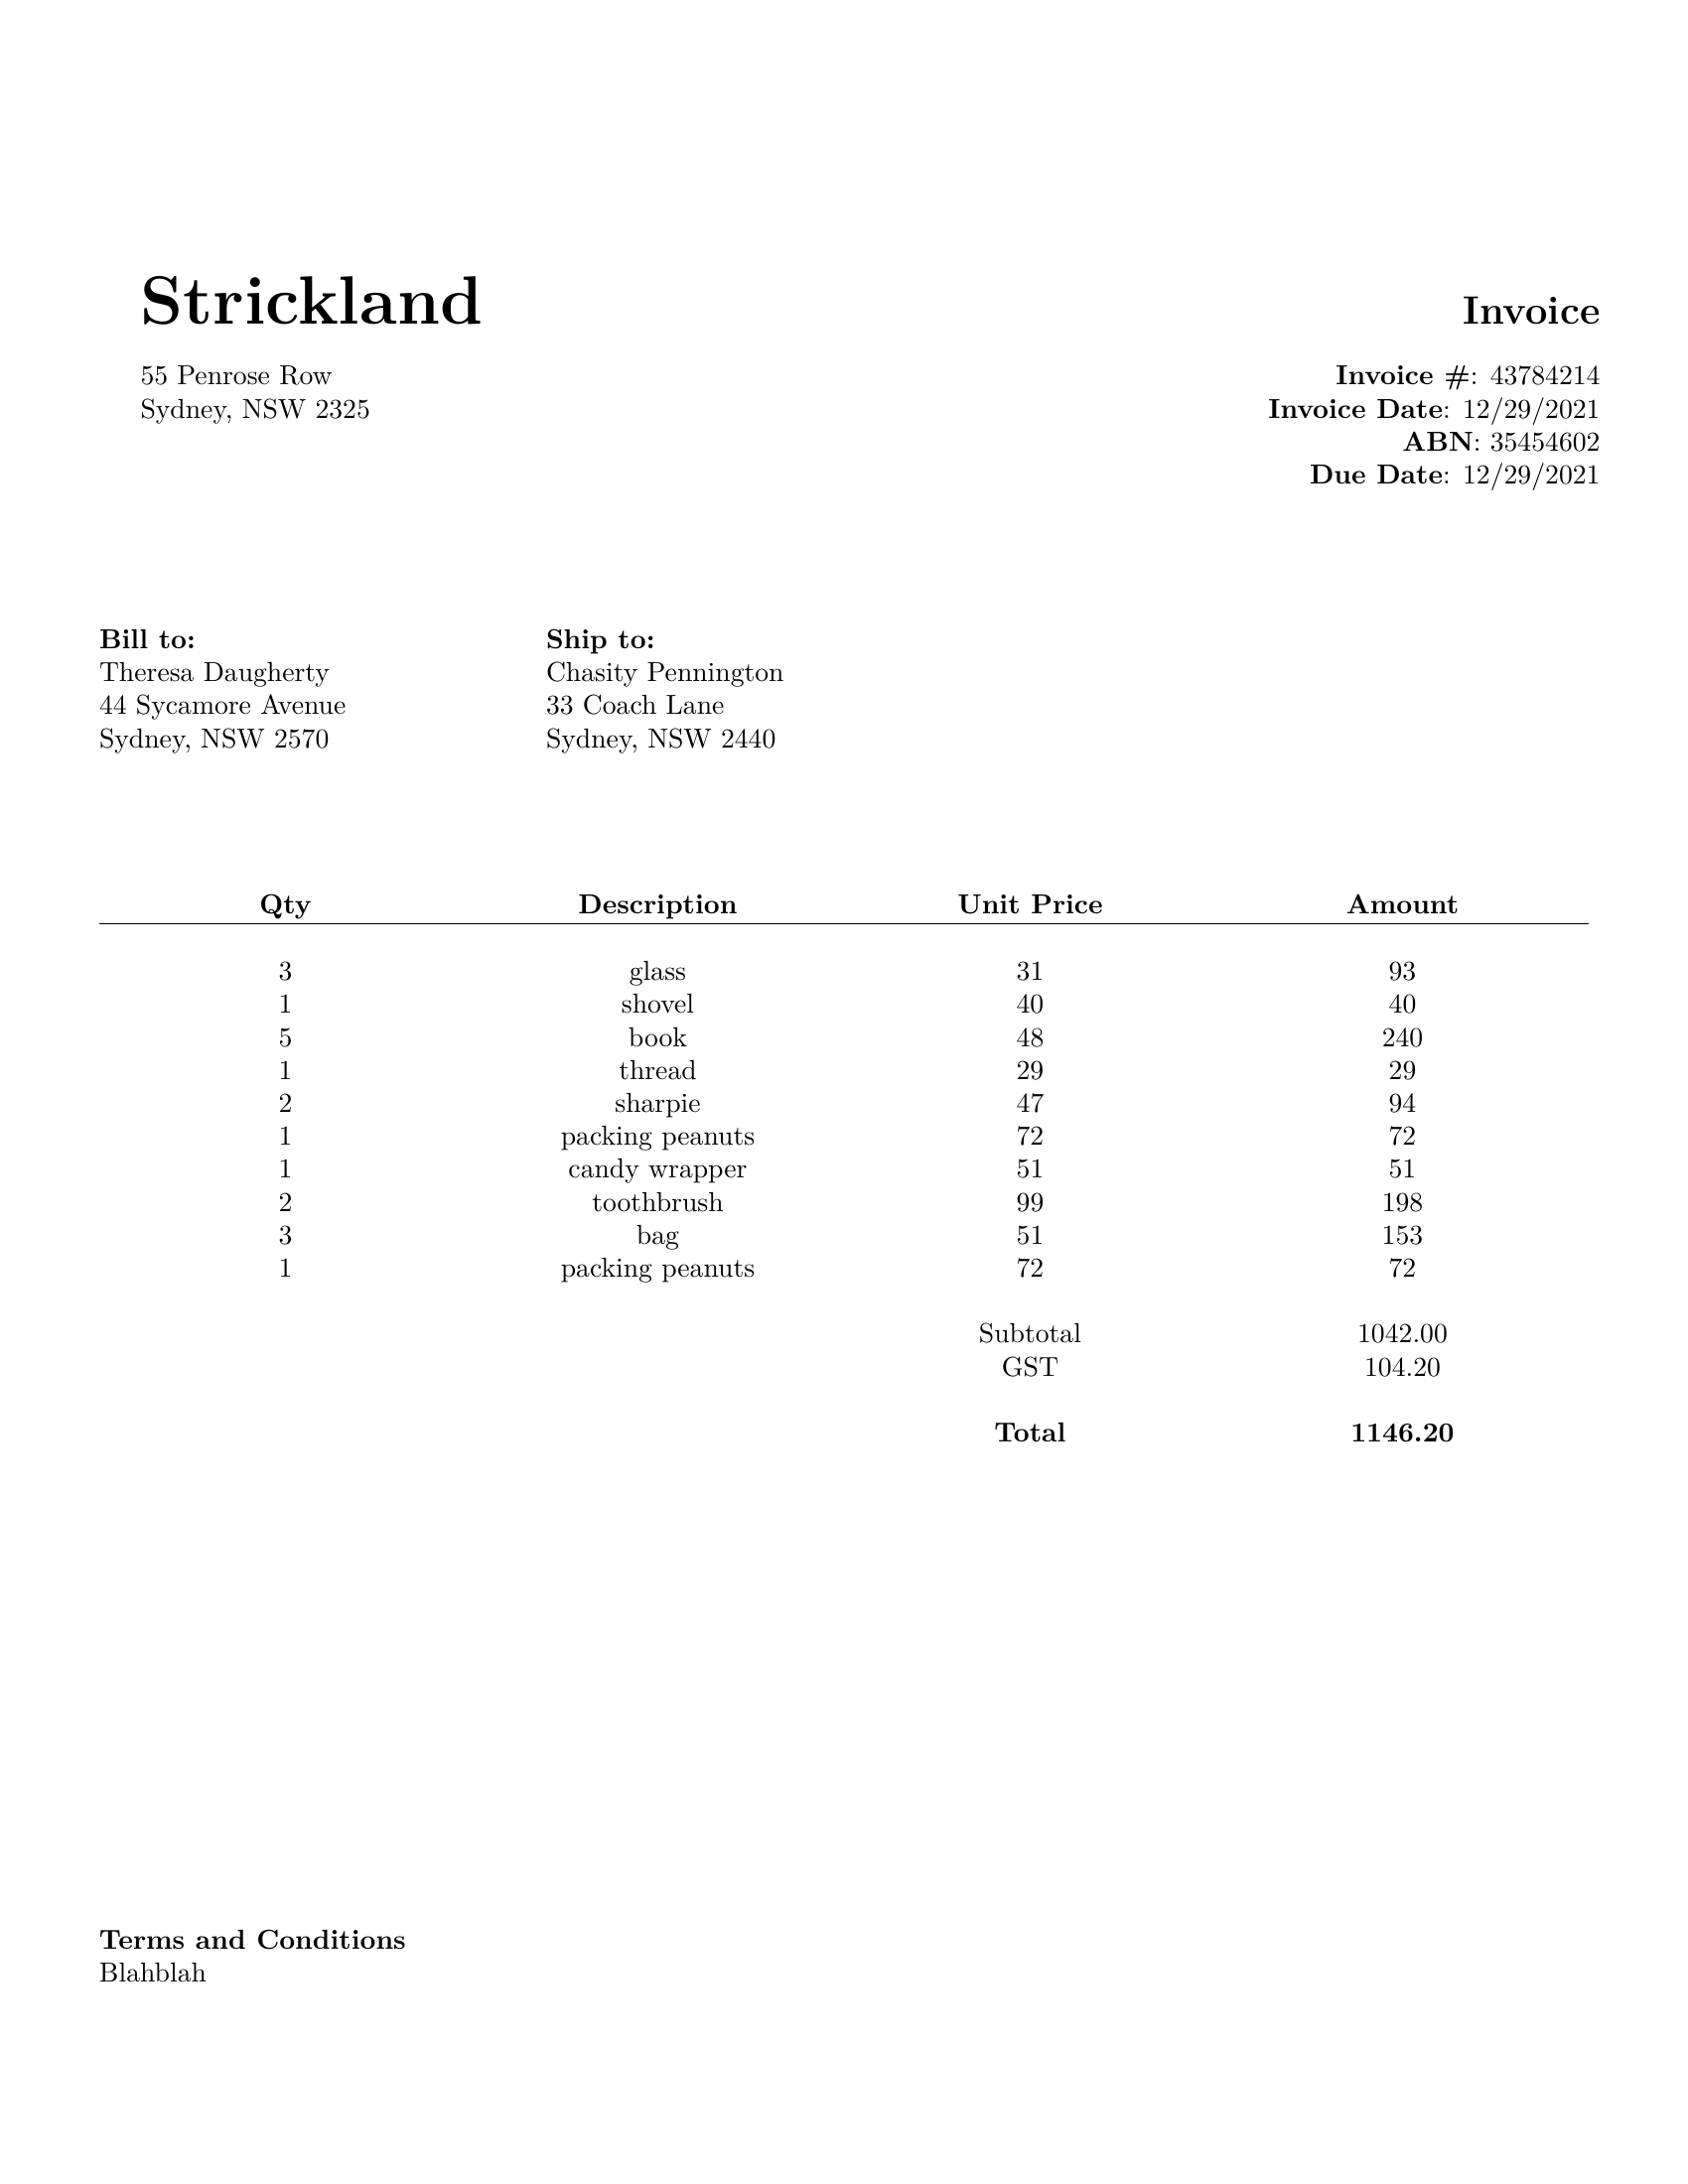 Strickland
Invoice
55 Penrose Row
Sydney, NSW 2325
Invoice #: 43784214
Invoice Date: 12/29/2021
ABN: 35454602
Due Date: 12/29/2021
Bill to:
Theresa Daugherty
44 Sycamore Avenue
Sydney, NSW 2570
Ship to:
Chasity Pennington
33 Coach Lane
Sydney, NSW 2440
Qty Description Unit Price Amount
3 glass 31 93
1 shovel 40 40
5 book 48 240
1 thread 29 29
2 sharpie 47 94
1 packing peanuts 72 72
1 candy wrapper 51 51
2 toothbrush 99 198
3 bag 51 153
1 packing peanuts 72 72
Subtotal 1042.00
GST 104.20
Total 1146.20
Terms and Conditions
Blahblah